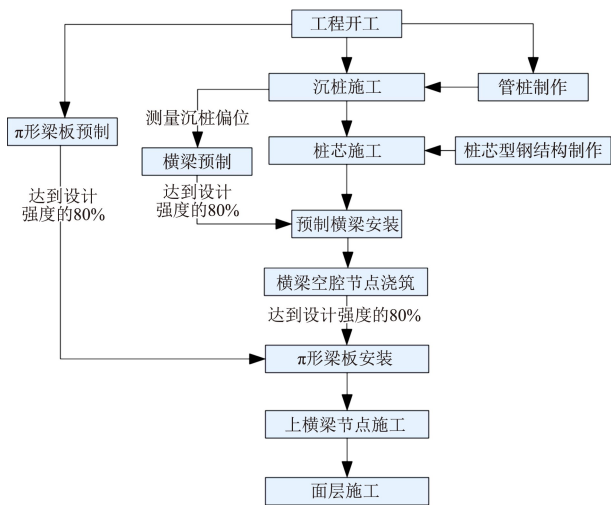 工程开工
沉桩施工
管桩制作
测量沉桩偏位
π形梁板预制
横梁预制
桩芯施工
桩芯型钢结构制作
达到设计
强度的80%
达到设计
强度的80%
预制横梁安装
横梁空腔节点浇筑
达到设计强度的80%
π形梁板安装
上横梁节点施工
面层施工